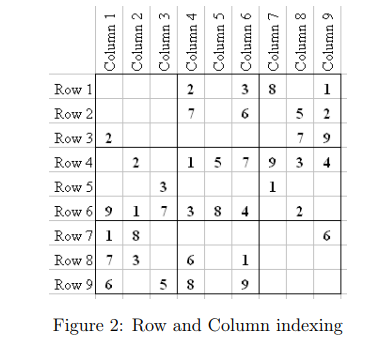 Column 1 Column 2 Column 3 Column 4 Column 5 Column 6 Column 7 Column 8 Column 9
Row 1 2 3 8 1
Row 2 7 6 5 2
Row 3 2 7 9
Row 4 2 1 5 7 9 3 4
Row 5 3 1
Row 6 9 1 7 3 8 4 2
Row 7 1 8 6
Row 8 7 3 6 1
Row 9 6 5 8 9
Figure 2: Row and Column indexing